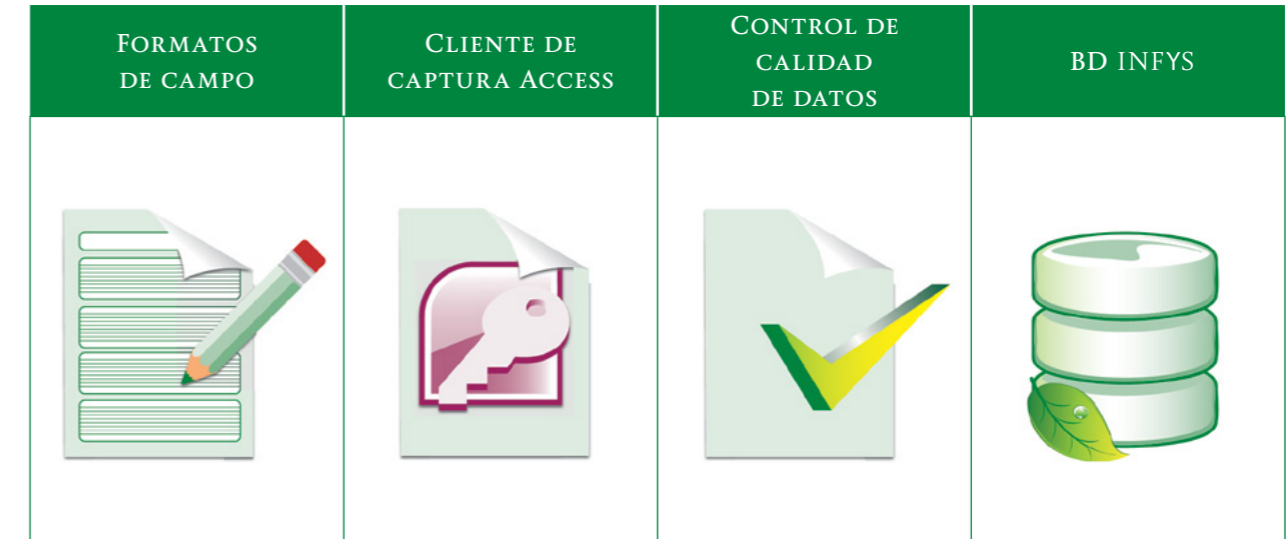 Formatos
de campo
Cliente de
captura Access
Control de
calidad
de datos
BD INFYS